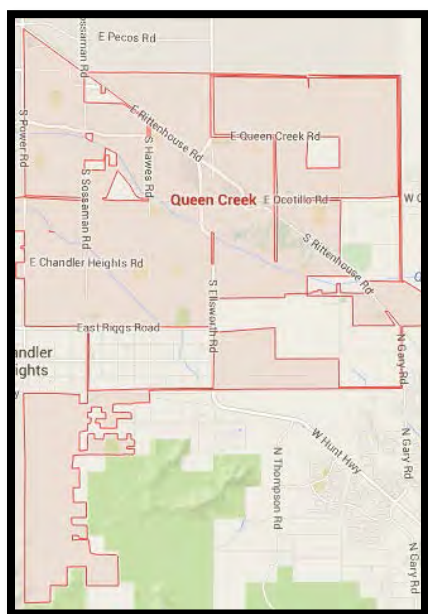 ossaman Rd
E Pecos Rd
S Power Rd
E Rittenhouse Rd
E Queen Creek Rd
S Hawes Rd
S Sossaman Rd
Queen Creek
E Ocotillo Rd
W O
S Rittenhouse Rd
E Chandler Heights Rd
S Ellsworth Rd
East Riggs Road
andler
ights
N Gary Rd
W Hunt Hwy
N Thompson Rd
N Gary Rd
N Gary Rd